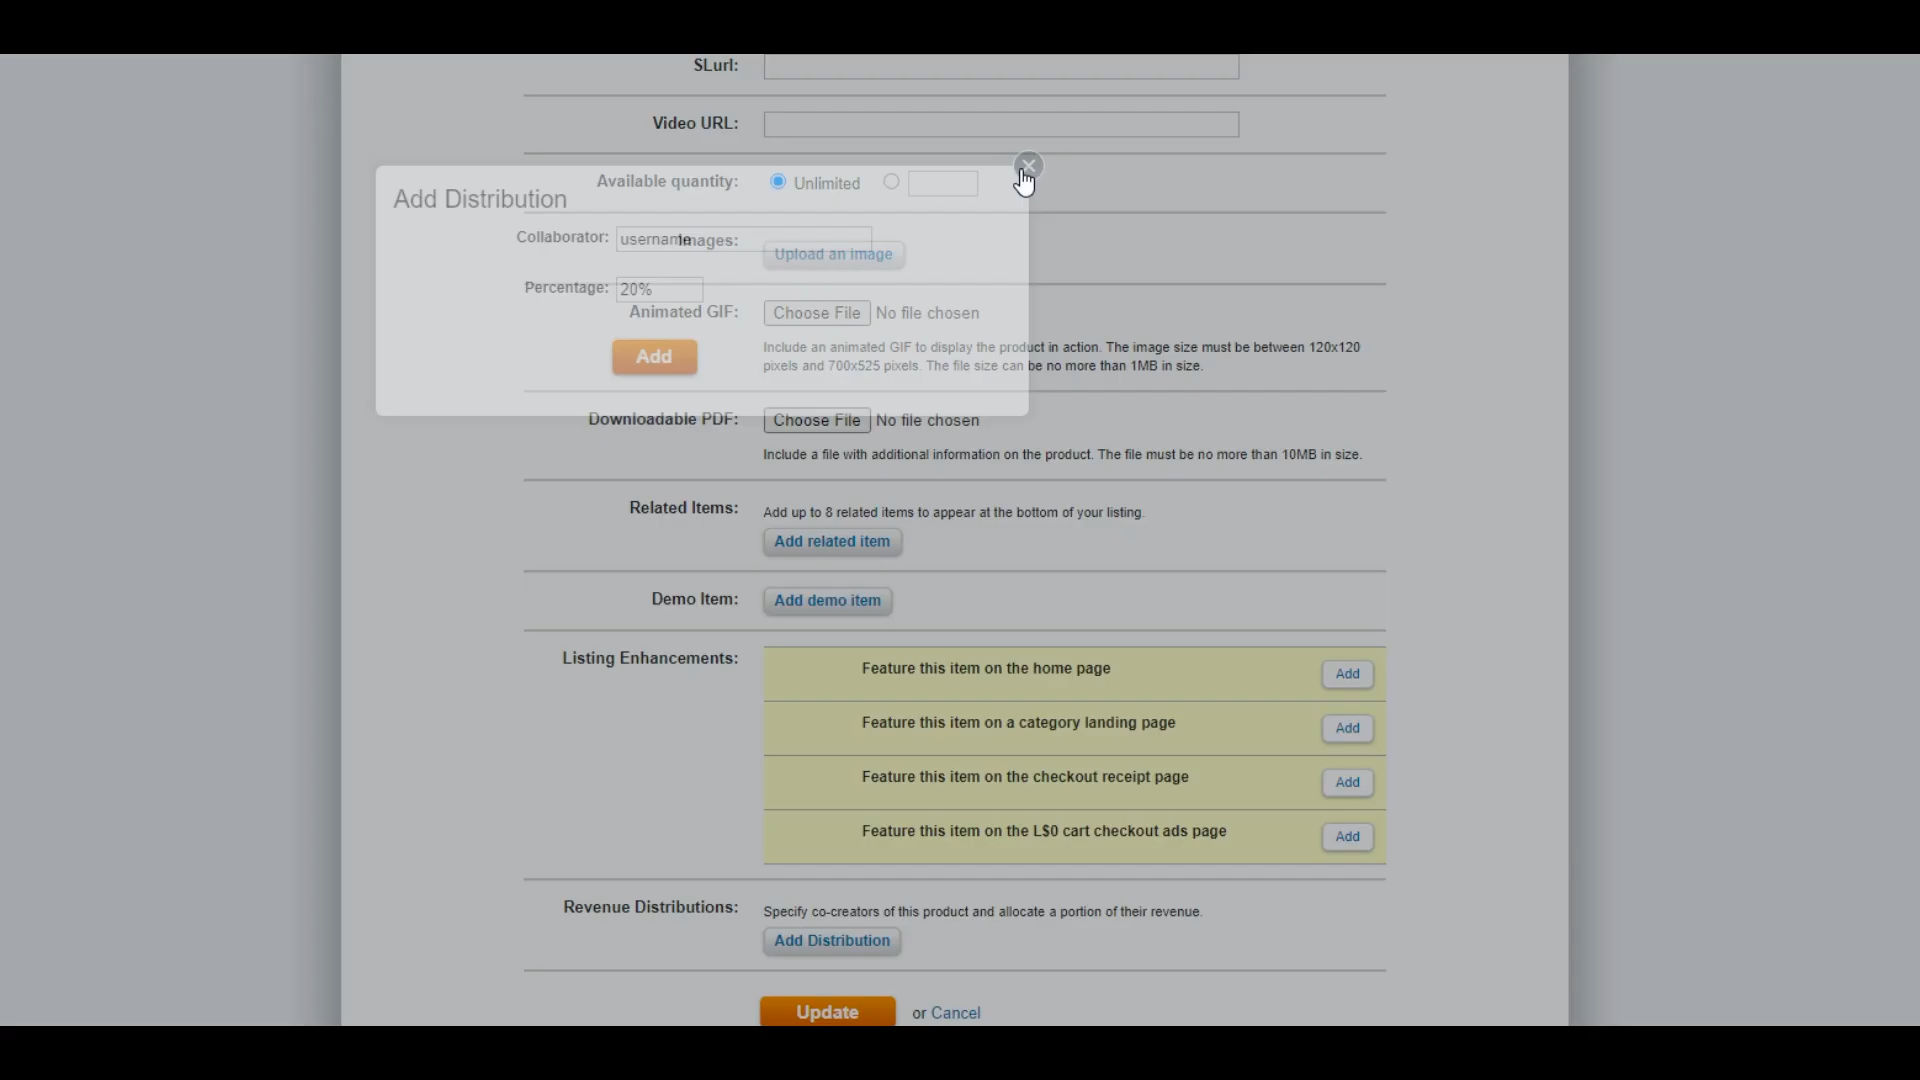 SLurl:
Video URL:
Available quantity: Unlimited
Add Distribution
Collaborator: username
Images: Upload an image
Percentage: 20%
Animated GIF: Choose File No file chosen
Add
Include an animated GIF to display the product in action. The image size must be between 120x120
pixels and 700x525 pixels. The file size can be no more than 1MB in size.
Downloadable PDF: Choose File No file chosen
Include a file with additional information on the product. The file must be no more than 10MB in size.
Related Items: Add up to 8 related items to appear at the bottom of your listing.
Add related item
Demo Item: Add demo item
Listing Enhancements: Feature this item on the home page Add
Feature this item on a category landing page Add
Feature this item on the checkout receipt page Add
Feature this item on the L$0 cart checkout ads page Add
Revenue Distributions: Specify co-creators of this product and allocate a portion of their revenue.
Add Distribution
Update or Cancel